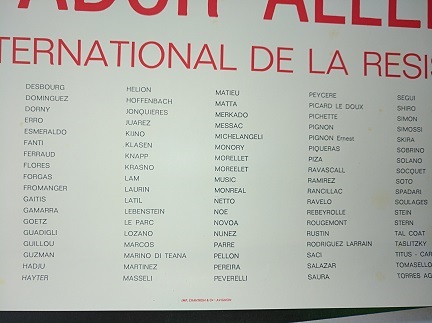 ADOR ALLE
NTERNATIONAL DE LA RESIS
DESBOURG
DOMINGUEZ
DORNY
ERRO
ESMERALDO
FANTI
FERRAUD
FLORES
FORGAS
FROMANGER
GAITIS
GAMARRA
GOETZ
GUADIGLI
GUILLOU
GUZMAN
HADJU
HAYTER
HELION
HOFFENBACH
JONQUIERES
JUAREZ
KIJNO
KLASEN
KNAPP
KRASNO
LAM
LAURIN
LATIL
LEBENSTEIN
LE PARC
LOZANO
MARCOS
MARINO DI TEANA
MARTINEZ
MASSELI
MATIEU
MATTA
MERKADO
MESSAC
MICHELANGELI
MONORY
MORELLET
MOREELET
MUSIC
MONREAL
NETTO
NOE
NOVOA
NUNEZ
PARRE
PELLON
PEREIRA
PEVERELLI
PEYCERE
PICARD LE DOUX
PICHETTE
PIGNON
PIGNON Ernest
PIQUERAS
PIZA
RAVASCALL
RAMIREZ
RANCILLAC
RAVELO
REBEYROLLE
ROUGEMONT
RUSTIN
RODRIGUEZ LARRAIN
SACI
SALAZAR
SAURA
SEGUI
SHIRO
SIMON
SIMOSSI
SKIRA
SOBRINO
SOLANO
SOCQUET
SOTO
SPADARI
SOULAGES
STEIN
STERN
TAL COAT
TASLITZKY
TITUS - CAR
TOMASELLO
TORRES AG